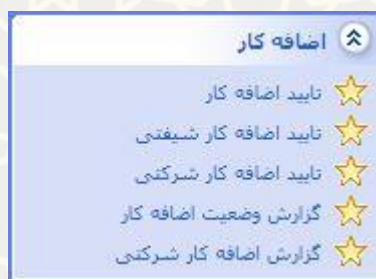 اضافه کار
تایید اضافه کار
تایید اضافه کار شیفتی
تایید اضافه کار شرکتی
گزارش وضعیت اضافه کار
گزارش اضافه کار شرکتی